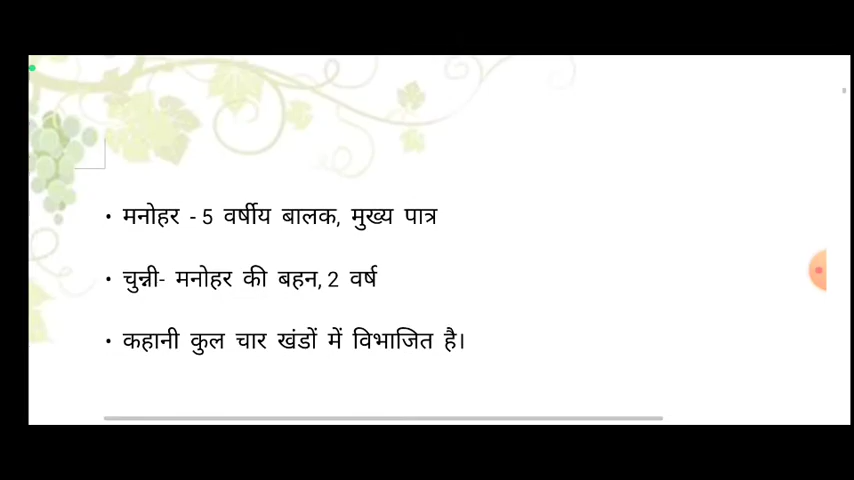 • मनोहर - 5 वर्षीय बालक, मुख्य पात्र
• चुन्नी- मनोहर की बहन, 2 वर्ष
• कहानी कुल चार खंडों में विभाजित है।